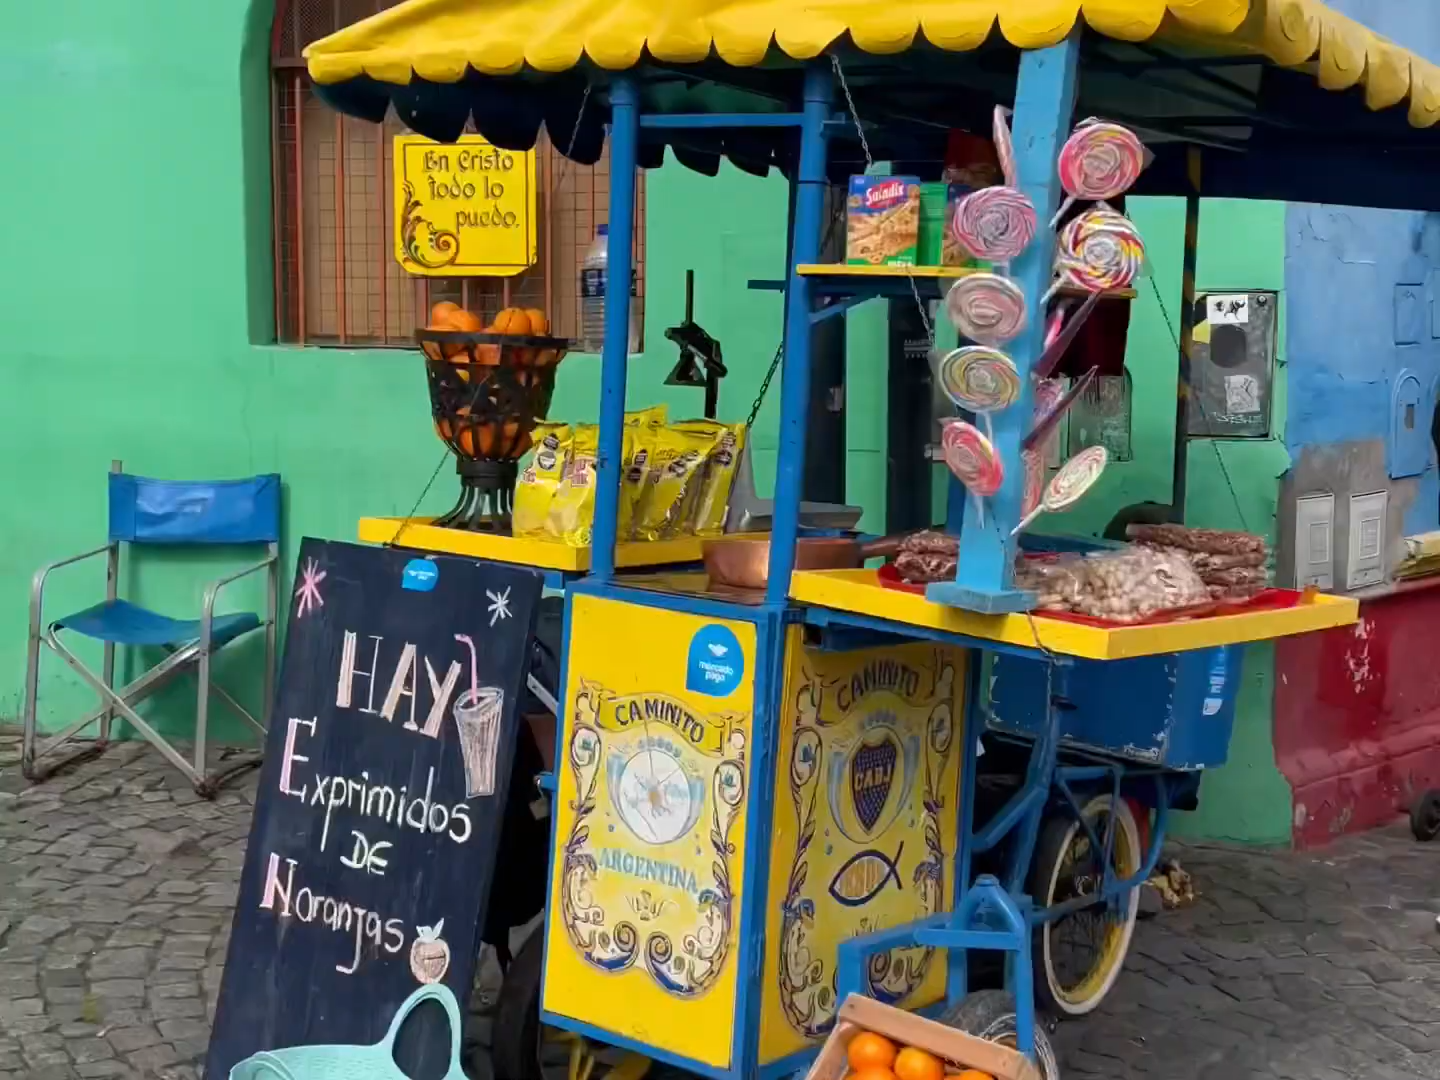 En Cristo
todo lo
puedo.
Saladix
HAY
Exprimidos
DE
Naranjas
mercado
pago
CAMINITO
ARGENTINA
CAMINITO
CABJ